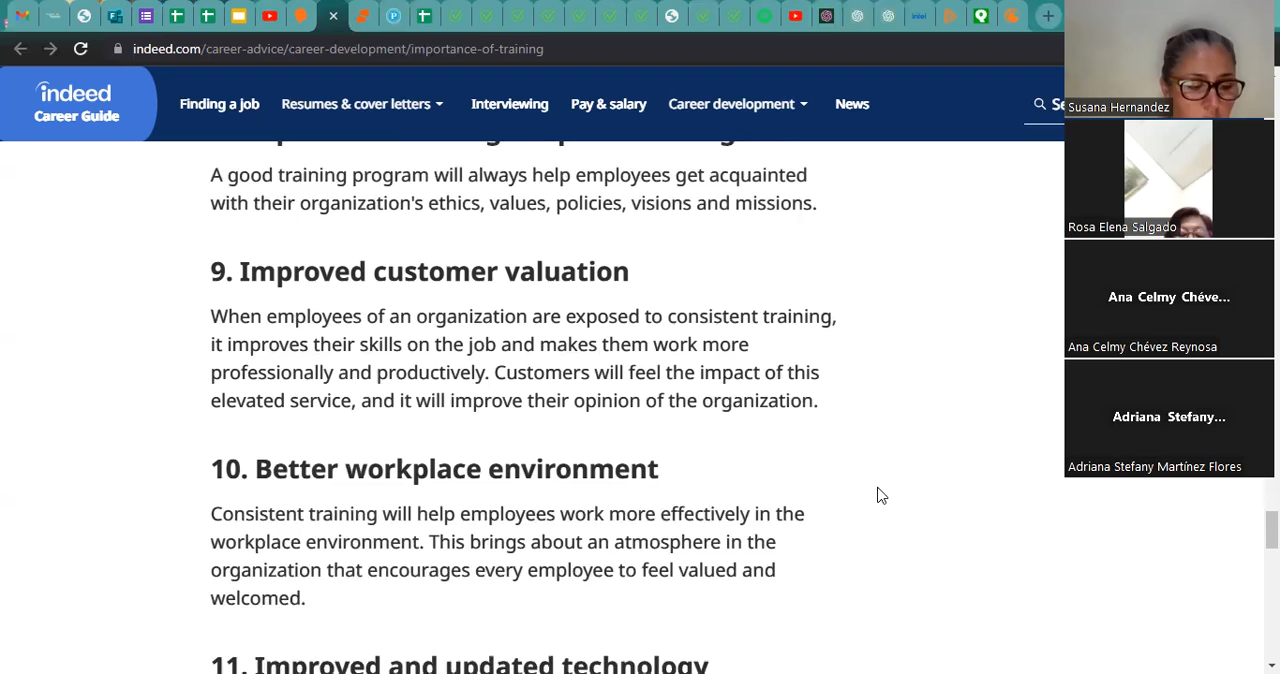 indeed.com/career-advice/career-development/importance-of-training
indeed
Career Guide
Finding a job
Resumes & cover letters
Interviewing
Pay & salary
Career development
News
A good training program will always help employees get acquainted
with their organization's ethics, values, policies, visions and missions.
9. Improved customer valuation
When employees of an organization are exposed to consistent training,
it improves their skills on the job and makes them work more
professionally and productively. Customers will feel the impact of this
elevated service, and it will improve their opinion of the organization.
10. Better workplace environment
Consistent training will help employees work more effectively in the
workplace environment. This brings about an atmosphere in the
organization that encourages every employee to feel valued and
welcomed.
11. Improved and updated technology
Susana Hernandez
Rosa Elena Salgado
Ana Celmy Chéve...
Ana Celmy Chévez Reynosa
Adriana Stefany...
Adriana Stefany Martínez Flores